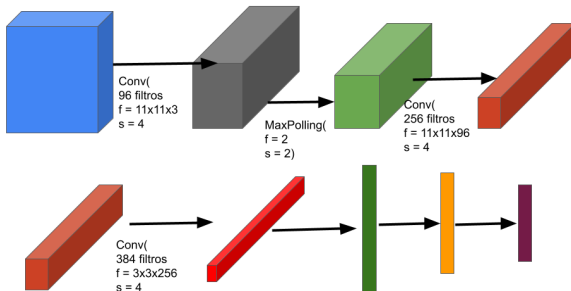 Conv(
96 filtros
f = 11x11x3
s = 4
MaxPolling(
f = 2
s = 2)
Conv(
256 filtros
f = 11x11x96
s = 4
Conv(
384 filtros
f = 3x3x256
s = 4